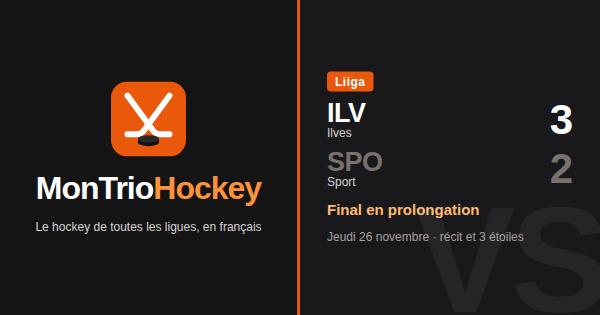 MonTrioHockey
Le hockey de toutes les ligues, en français
Liiga
ILV 3
Ilves
SPO 2
Sport
Final en prolongation
Jeudi 26 novembre · récit et 3 étoiles
VS